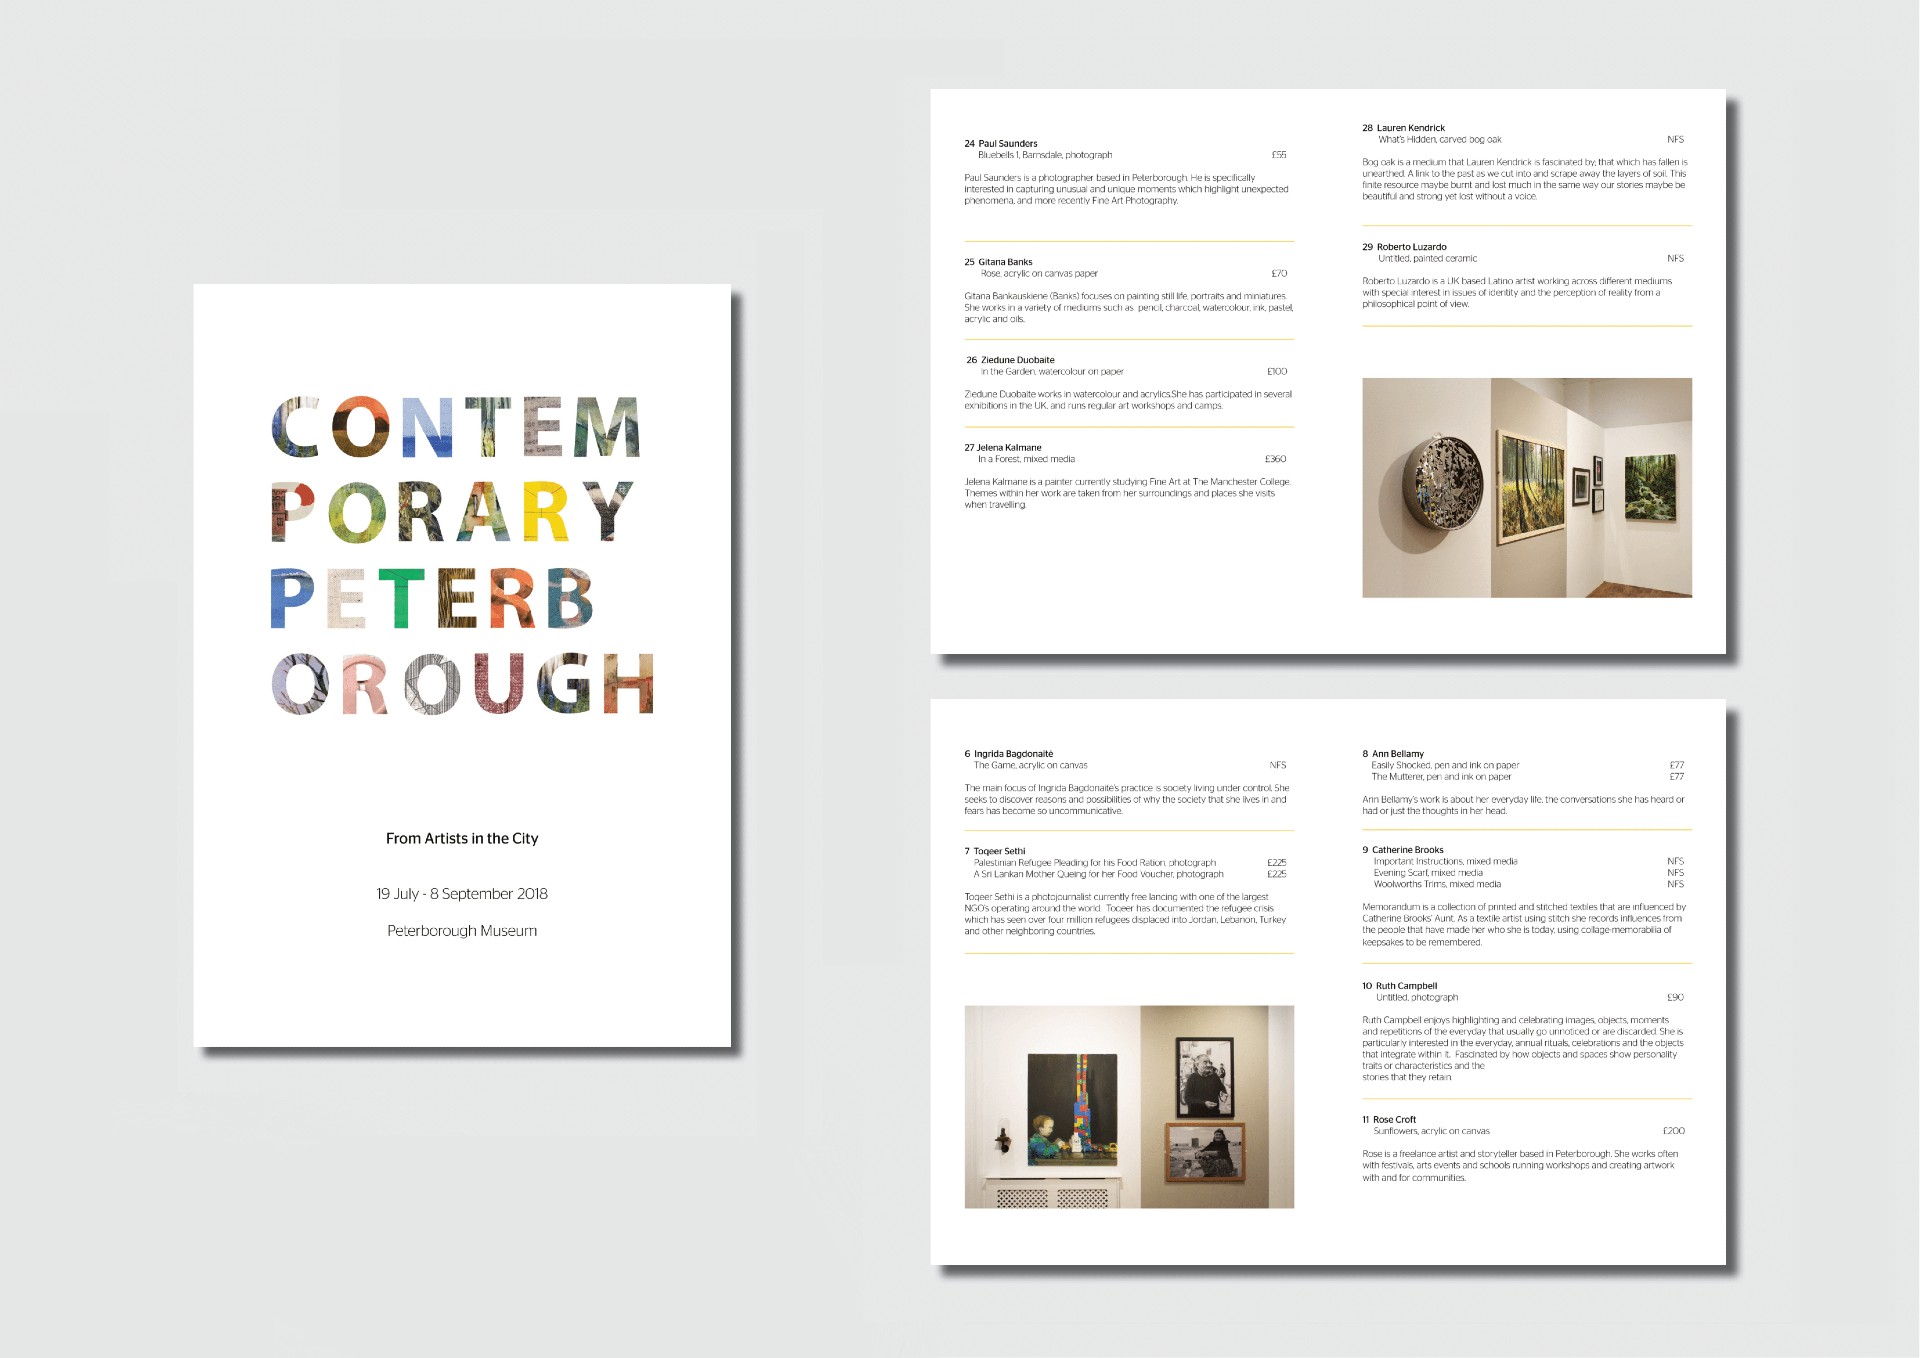 CONTEM
PORARY
PETERB
OROUGH
From Artists in the City
19 July - 8 September 2018
Peterborough Museum
24 Paul Saunders
Bluebells 1, Barnsdale, photograph £55
Paul Saunders is a photographer based in Peterborough. He is specifically
interested in capturing unusual and unique moments which highlight unexpected
phenomena, and more recently Fine Art Photography.
25 Gitana Banks
Rose, acrylic on canvas paper £70
Gitana Bankauskiene (Banks) focuses on painting still life, portraits and miniatures.
She works in a variety of mediums such as: pencil, charcoal, watercolour, ink, pastel,
acrylic and oils.
26 Ziedune Duobaite
In the Garden, watercolour on paper £100
Ziedune Duobaite works in watercolour and acrylics.She has participated in several
exhibitions in the UK, and runs regular art workshops and camps.
27 Jelena Kalmane
In a Forest, mixed media £360
Jelena Kalmane is a painter currently studying Fine Art at The Manchester College.
Themes within her work are taken from her surroundings and places she visits
when travelling.
28 Lauren Kendrick
What's Hidden, carved bog oak NFS
Bog oak is a medium that Lauren Kendrick is fascinated by; that which has fallen is
unearthed. A link to the past as we cut into and scrape away the layers of soil. This
finite resource maybe burnt and lost much in the same way our stories maybe be
beautiful and strong yet lost without a voice.
29 Roberto Luzardo
Untitled, painted ceramic NFS
Roberto Luzardo is a UK based Latino artist working across different mediums
with special interest in issues of identity and the perception of reality from a
philosophical point of view.
6 Ingrida Bagdonaitė
The Game, acrylic on canvas NFS
The main focus of Ingrida Bagdonaitė's practice is society living under control. She
seeks to discover reasons and possibilities of why the society that she lives in and
fears has become so uncommunicative.
7 Toqeer Sethi
Palestinian Refugee Pleading for his Food Ration, photograph £225
A Sri Lankan Mother Queing for her Food Voucher, photograph £225
Toqeer Sethi is a photojournalist currently free lancing with one of the largest
NGO's operating around the world. Toqeer has documented the refugee crisis
which has seen over four million refugees displaced into Jordan, Lebanon, Turkey
and other neighboring countries.
8 Ann Bellamy
Easily Shocked, pen and ink on paper £77
The Mutterer, pen and ink on paper £77
Ann Bellamy's work is about her everyday life, the conversations she has heard or
had or just the thoughts in her head.
9 Catherine Brooks
Important Instructions, mixed media NFS
Evening Scarf, mixed media NFS
Woolworths Trims, mixed media NFS
Memorandum is a collection of printed and stitched textiles that are influenced by
Catherine Brooks' Aunt. As a textile artist using stitch she records influences from
the people that have made her who she is today, using collage-memorabilia of
keepsakes to be remembered.
10 Ruth Campbell
Untitled, photograph £90
Ruth Campbell enjoys highlighting and celebrating images, objects, moments
and repetitions of the everyday that usually go unnoticed or are discarded. She is
particularly interested in the everyday, annual rituals, celebrations and the objects
that integrate within it. Fascinated by how objects and spaces show personality
traits or characteristics and the
stories that they retain.
11 Rose Croft
Sunflowers, acrylic on canvas £200
Rose is a freelance artist and storyteller based in Peterborough. She works often
with festivals, arts events and schools running workshops and creating artwork
with and for communities.